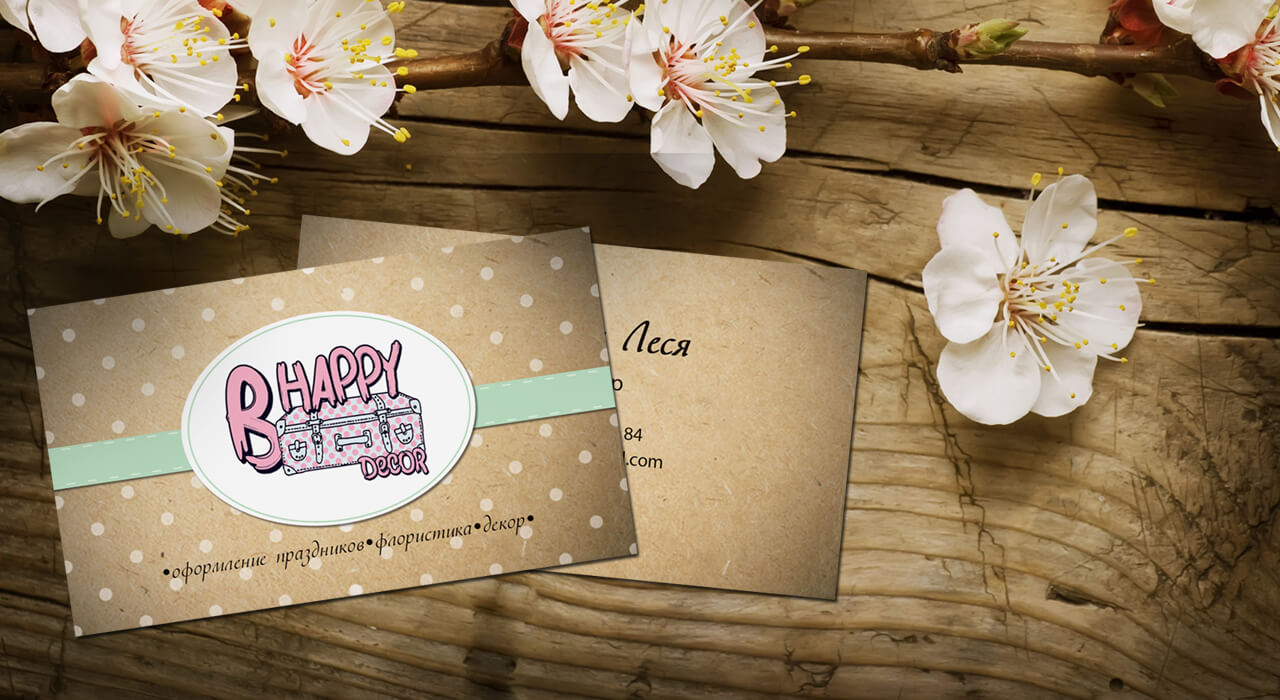 B HAPPY
DECOR
•оформление праздников•флористика•декор•
Леся
84
.com